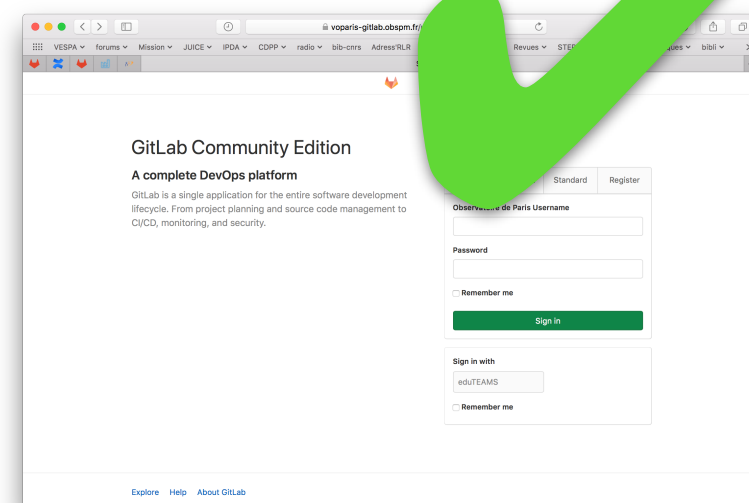 voparis-gitlab.obspm.fr/
VESPA forums Mission JUICE IPDA CDPP radio bib-cnrs Adress'RLR Revues bibli
GitLab Community Edition
A complete DevOps platform
GitLab is a single application for the entire software development
lifecycle. From project planning and source code management to
CI/CD, monitoring, and security.
Standard Register
Observatoire de Paris Username
Password
Remember me
Sign in
Sign in with
eduTEAMS
Remember me
Explore Help About GitLab